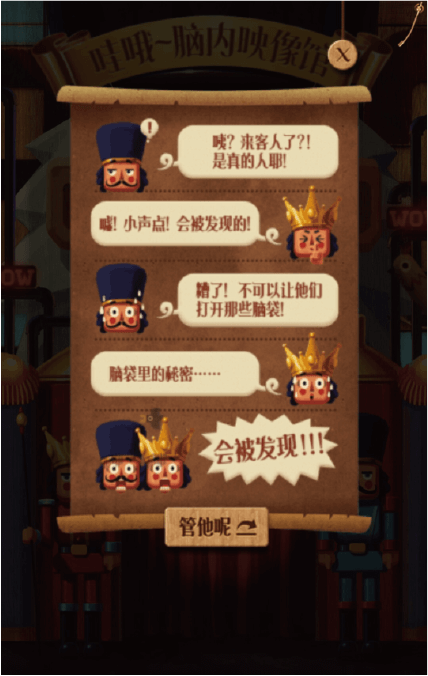 哇哦~脑内映像馆
X
!
咦?来客人了?!
是真的人耶!
嘘!小声点!会被发现的!
糟了!不可以让他们
打开那些脑袋!
脑袋里的秘密……
会被发现!!!
管他呢
WOW
WOW